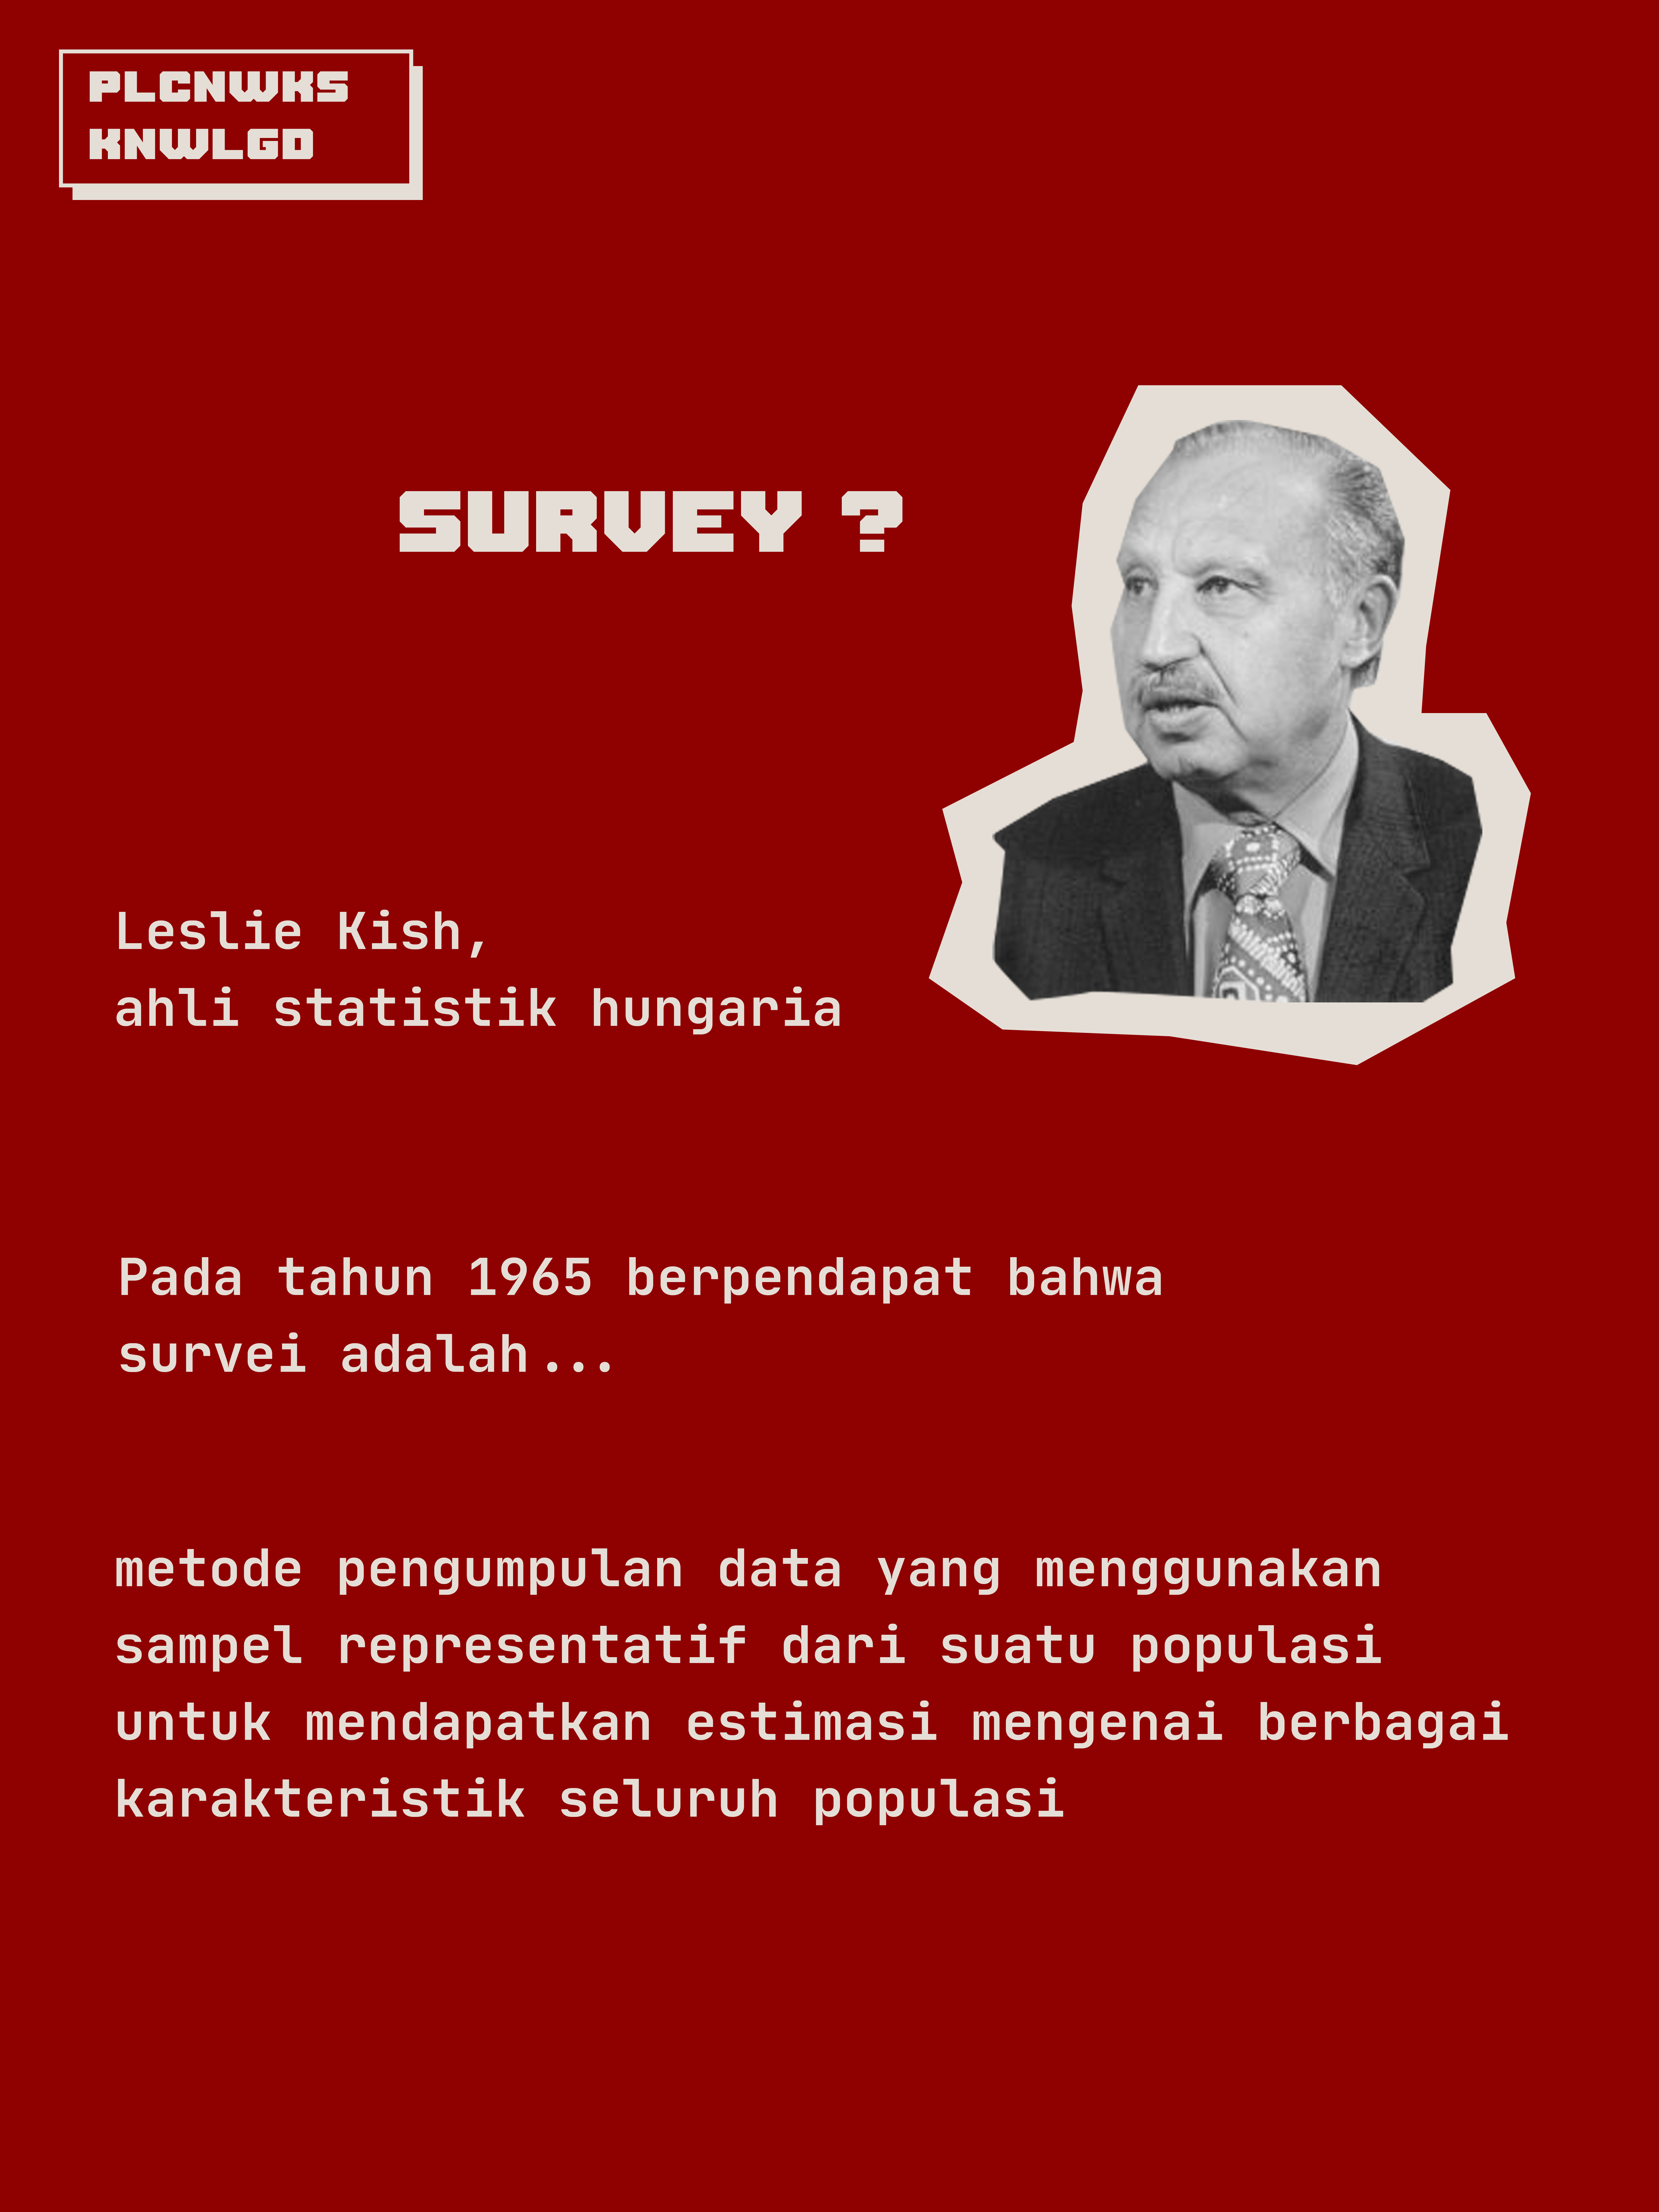 PLCNWKS
KNWLGD
SURVEY ?
Leslie Kish,
ahli statistik hungaria
Pada tahun 1965 berpendapat bahwa
survei adalah...
metode pengumpulan data yang menggunakan
sampel representatif dari suatu populasi
untuk mendapatkan estimasi mengenai berbagai
karakteristik seluruh populasi